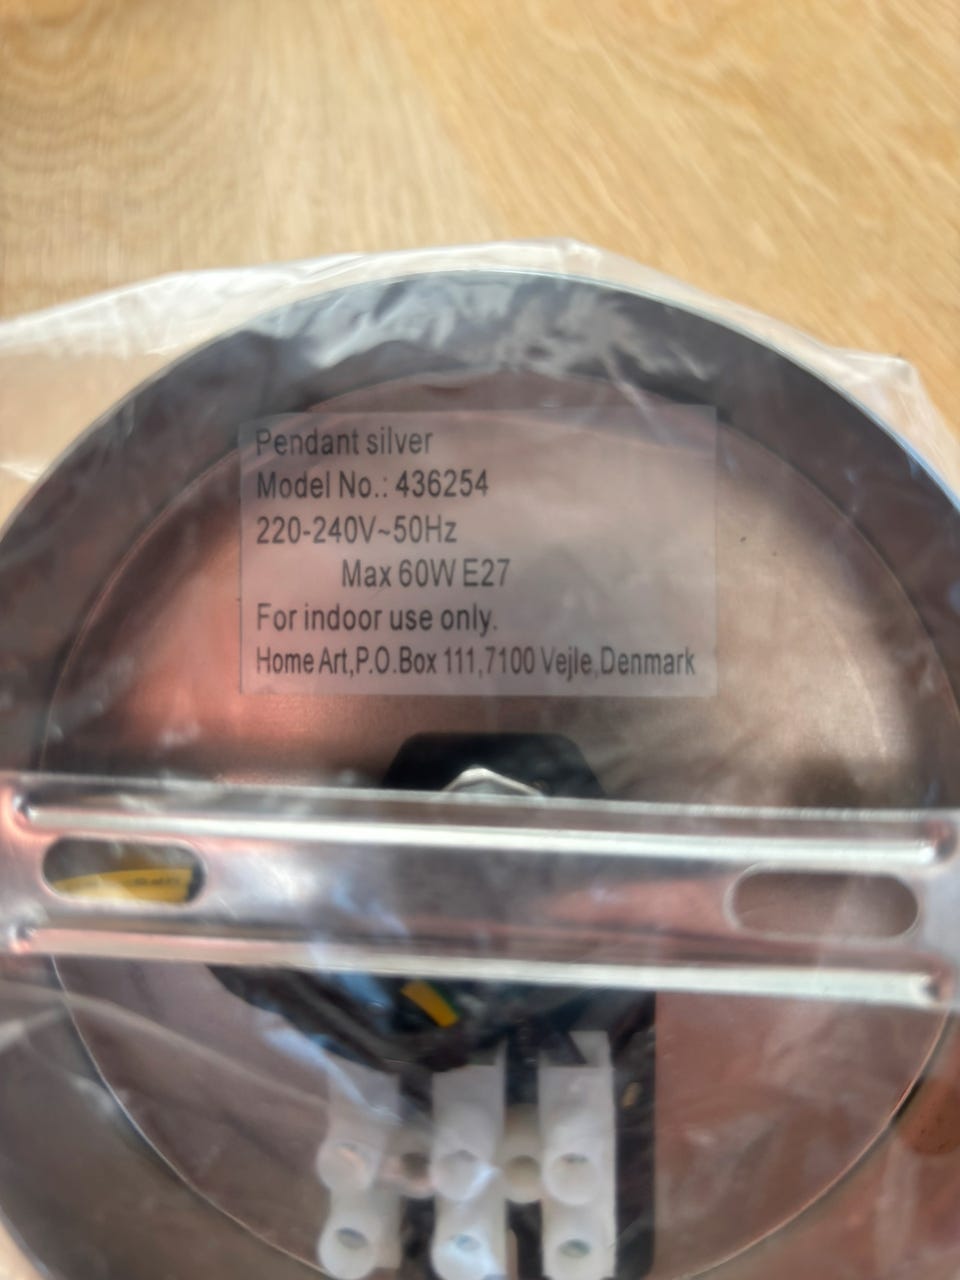 Pendant silver
Model No.: 436254
220-240V~50Hz
Max 60W E27
For indoor use only.
Home Art,P.O.Box 111,7100 Vejle,Denmark